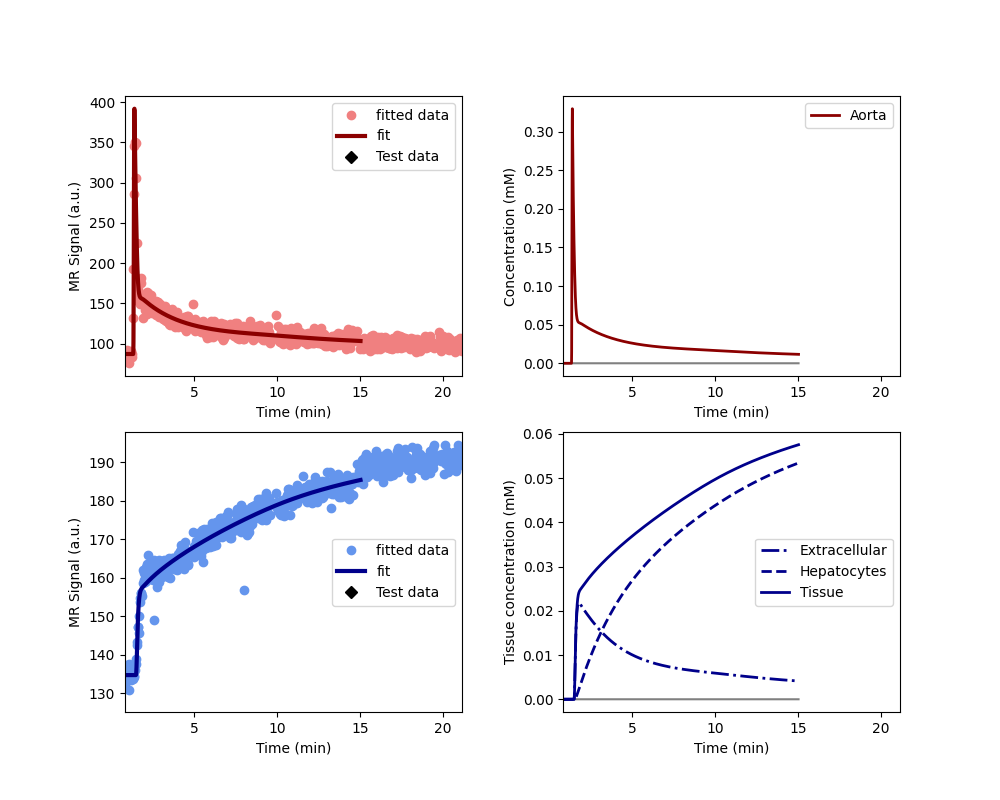 400
350
300
250
200
150
100
MR Signal (a.u.)
fitted data
fit
Test data
5 10 15 20
Time (min)
0.30
0.25
0.20
0.15
0.10
0.05
0.00
Concentration (mM)
Aorta
5 10 15 20
Time (min)
190
180
170
160
150
140
130
MR Signal (a.u.)
fitted data
fit
Test data
5 10 15 20
Time (min)
0.06
0.05
0.04
0.03
0.02
0.01
0.00
Tissue concentration (mM)
Extracellular
Hepatocytes
Tissue
5 10 15 20
Time (min)